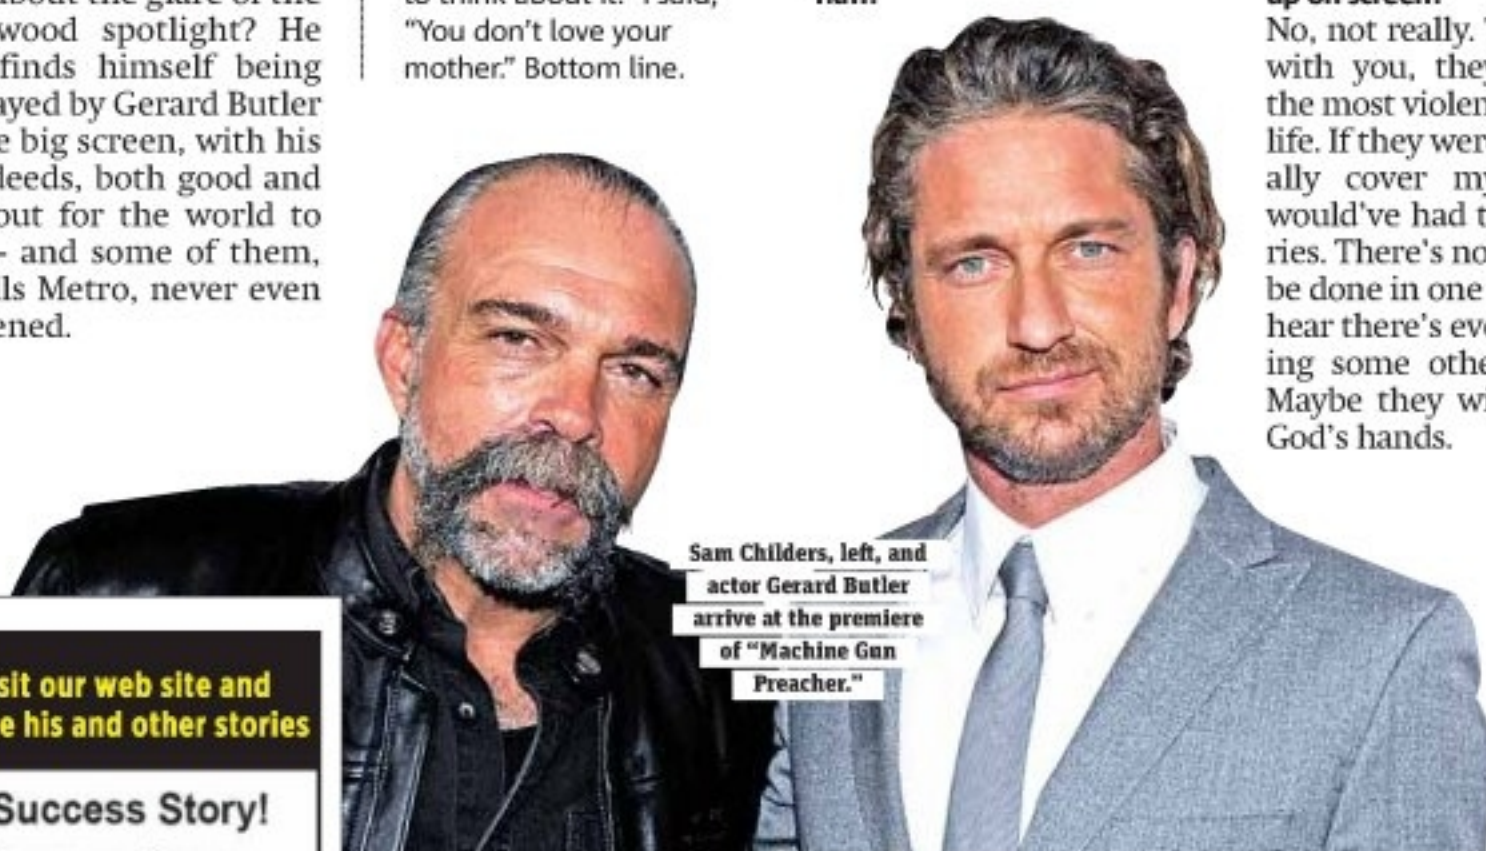 wood spotlight? He
finds himself being
ayed by Gerard Butler
e big screen, with his
deeds, both good and
out for the world to
- and some of them,
ls Metro, never even
ened.
"You don't love your
mother." Bottom line.
Sam Childers, left, and
actor Gerard Butler
arrive at the premiere
of "Machine Gun
Preacher."
No, not really.
with you, they
the most violen
life. If they wer
ally cover my
would've had t
ries. There's no
be done in one
hear there's eve
ing some othe
Maybe they wi
God's hands.
sit our web site and
e his and other stories
Success Story!